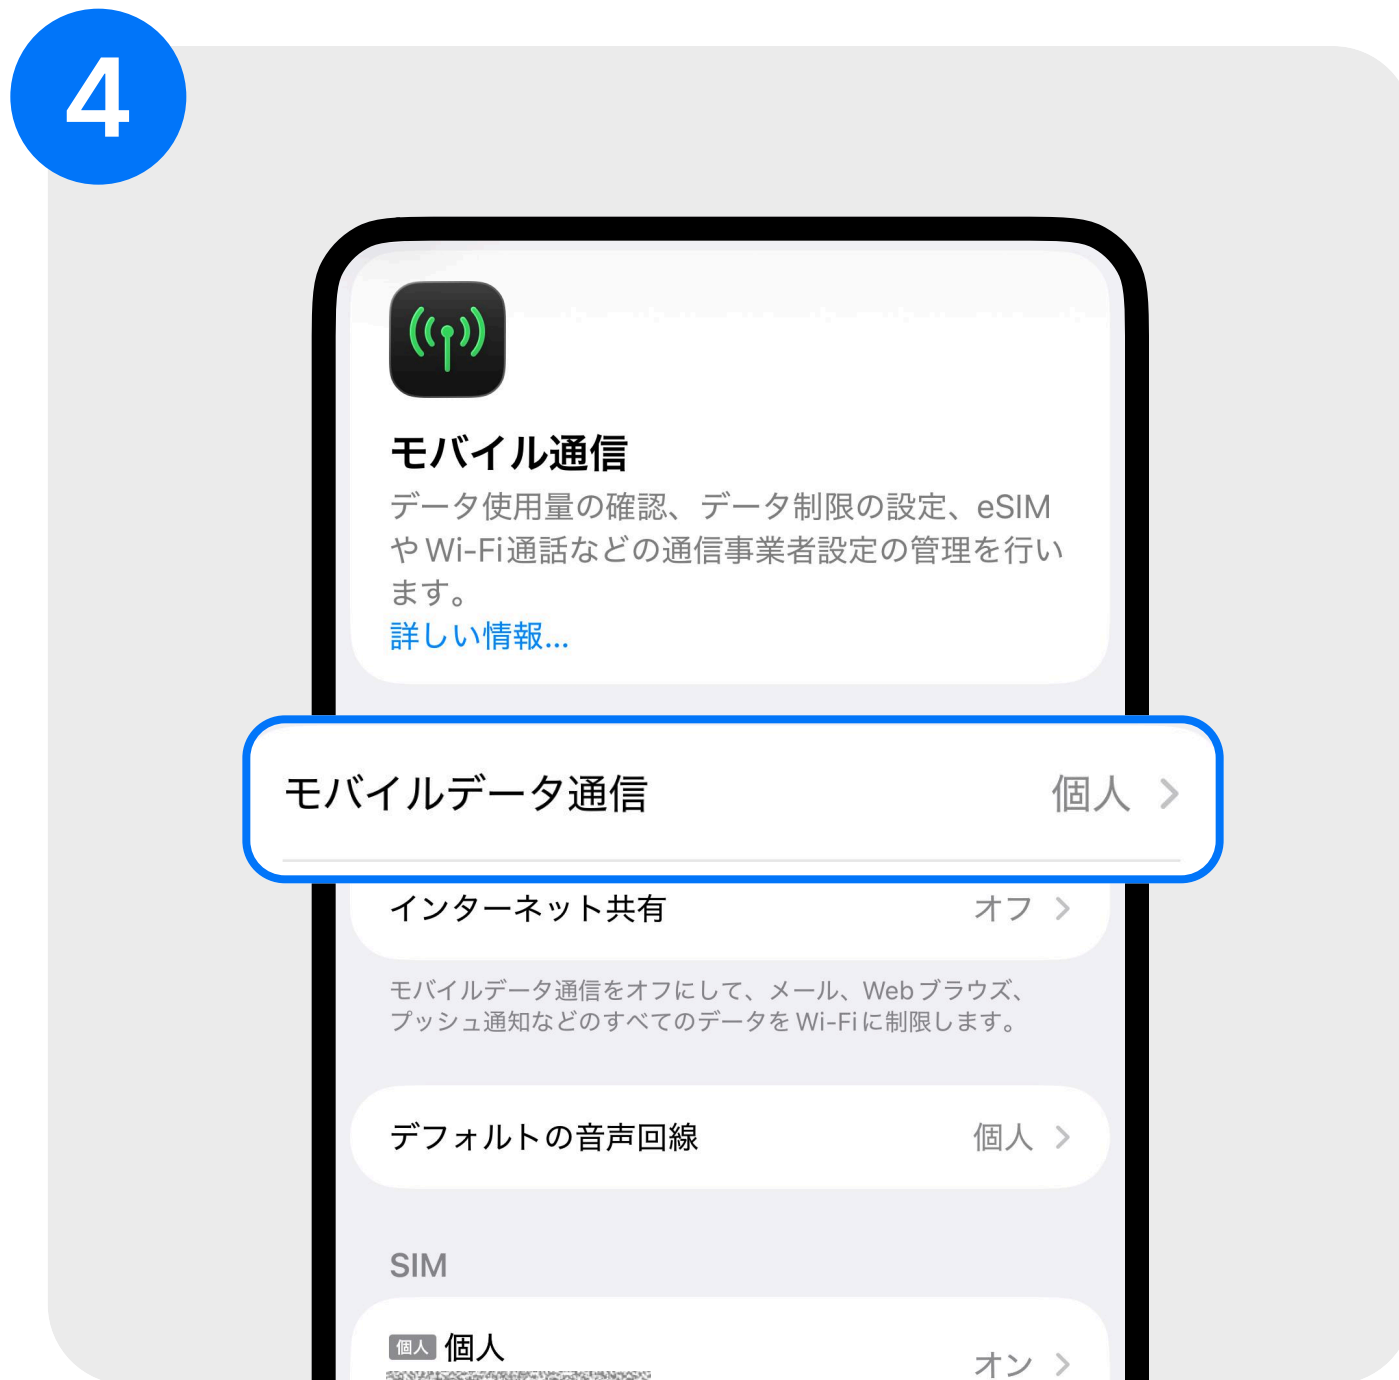 4
モバイル通信
データ使用量の確認、データ制限の設定、eSIM
やWi-Fi通話などの通信事業者設定の管理を行い
ます。
詳しい情報...
モバイルデータ通信 個人
インターネット共有 オフ
モバイルデータ通信をオフにして、メール、Webブラウズ、
プッシュ通知などのすべてのデータをWi-Fiに制限します。
デフォルトの音声回線 個人
SIM
個人 個人 オン